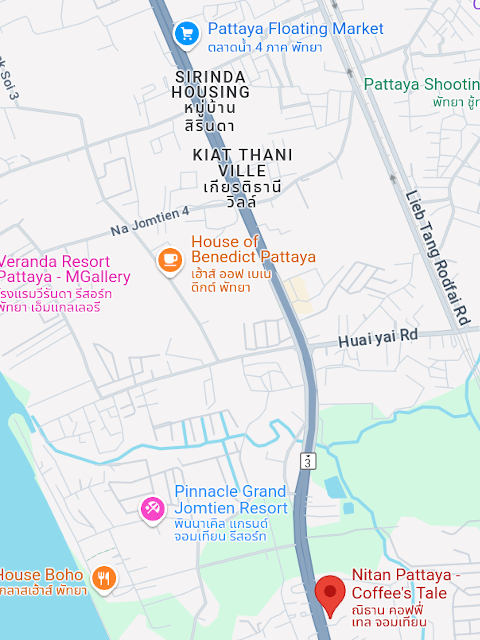 Pattaya Floating Market
ตลาดน้ำ 4 ภาค พัทยา
SIRINDA
HOUSING
หมู่บ้าน
สิรินดา
Soi 3
Pattaya Shooting
พัทยา
KIAT THANI
VILLE
เกียรติธานี
วิลล์
Na Jomtien 4
Lieb Tang Rodfai Rd
House of
Benedict Pattaya
เฮ้าส์ ออฟ เบเน
ดิกต์ พัทยา
Veranda Resort
Pattaya - MGallery
โรงแรมวีรันดา รีสอร์ท
พัทยา เอ็มแกลเลอรี
Huai yai Rd
3
Pinnacle Grand
Jomtien Resort
พินนาเคิล แกรนด์
จอมเทียน รีสอร์ท
House Boho
กลาสเฮ้าส์ พัทยา
Nitan Pattaya -
Coffee's Tale
ณิธาน คอฟฟี่
เทล จอมเทียน